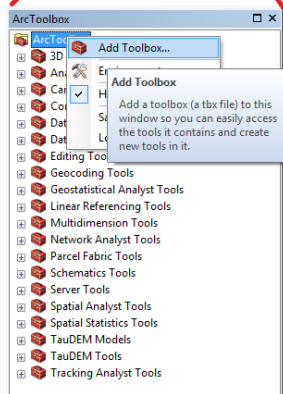 ArcToolbox
ArcToo
Add Toolbox...
3D
Ana
Car
H
Add Toolbox
Add a toolbox (a tbx file) to this
window so you can easily access
the tools it contains and create
new tools in it.
Co
Sa
Dat
Lo
Dat
Editing Too
Geocoding Tools
Geostatistical Analyst Tools
Linear Referencing Tools
Multidimension Tools
Network Analyst Tools
Parcel Fabric Tools
Schematics Tools
Server Tools
Spatial Analyst Tools
Spatial Statistics Tools
TauDEM Models
TauDEM Tools
Tracking Analyst Tools